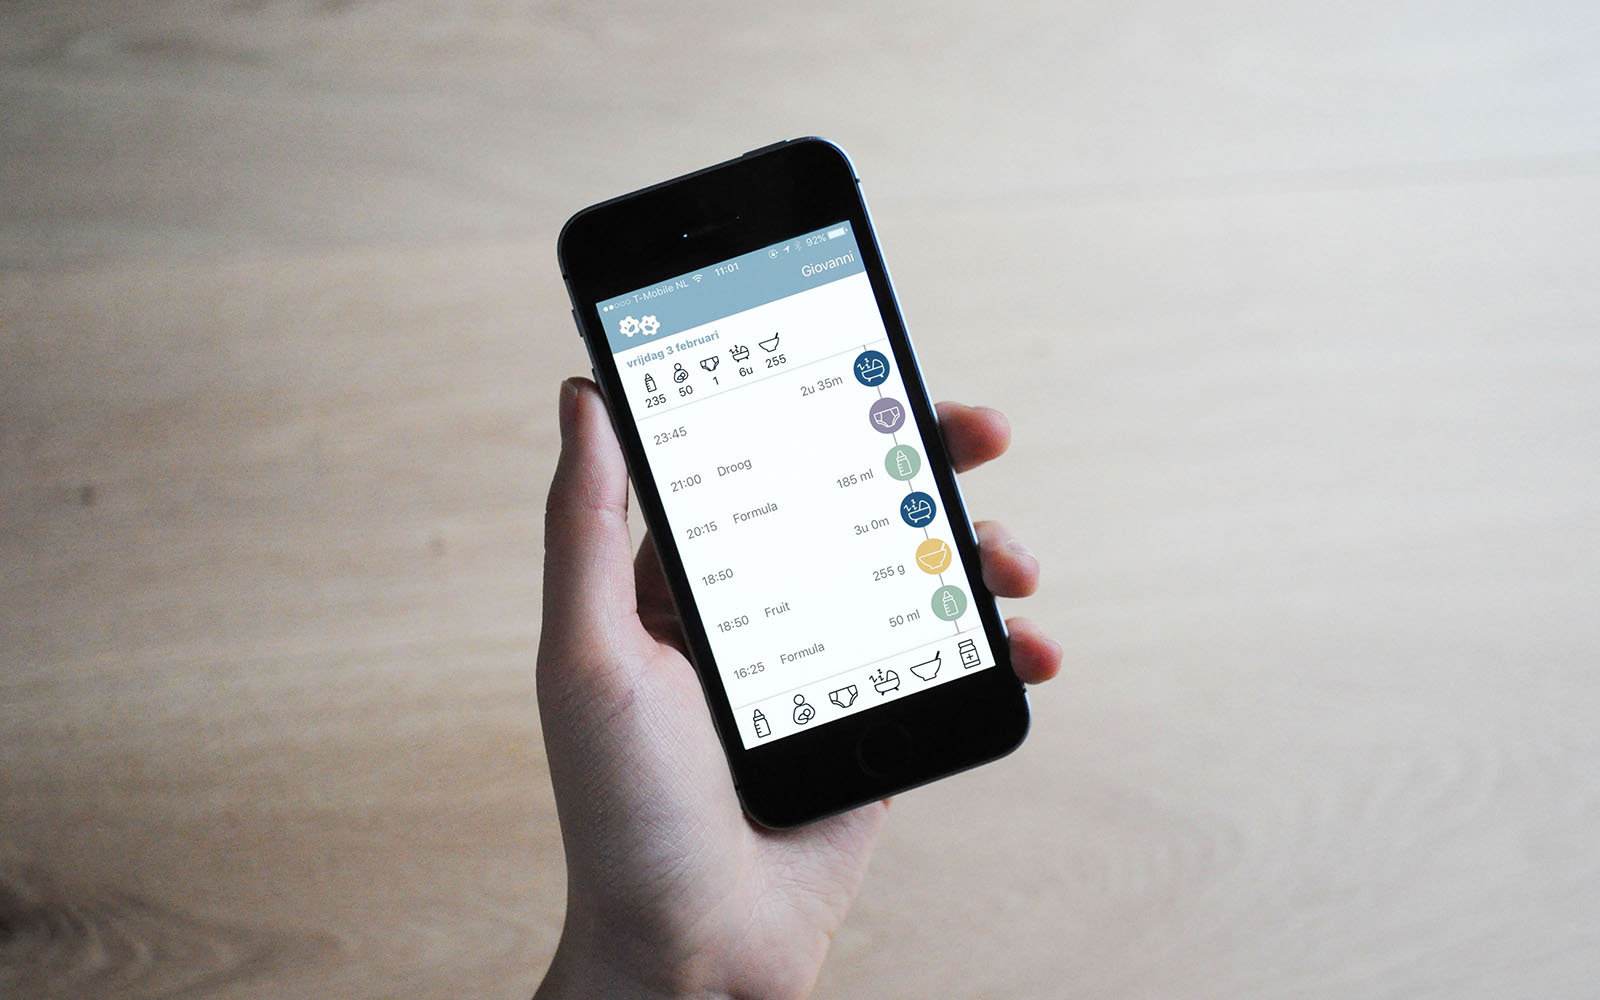 T-Mobile NL 11:01 92%
Giovanni
vrijdag 3 februari
235 50 1 6u 255
23:45 2u 35m
21:00 Droog
20:15 Formula 185 ml
18:50 3u 0m
18:50 Fruit 255 g
16:25 Formula 50 ml